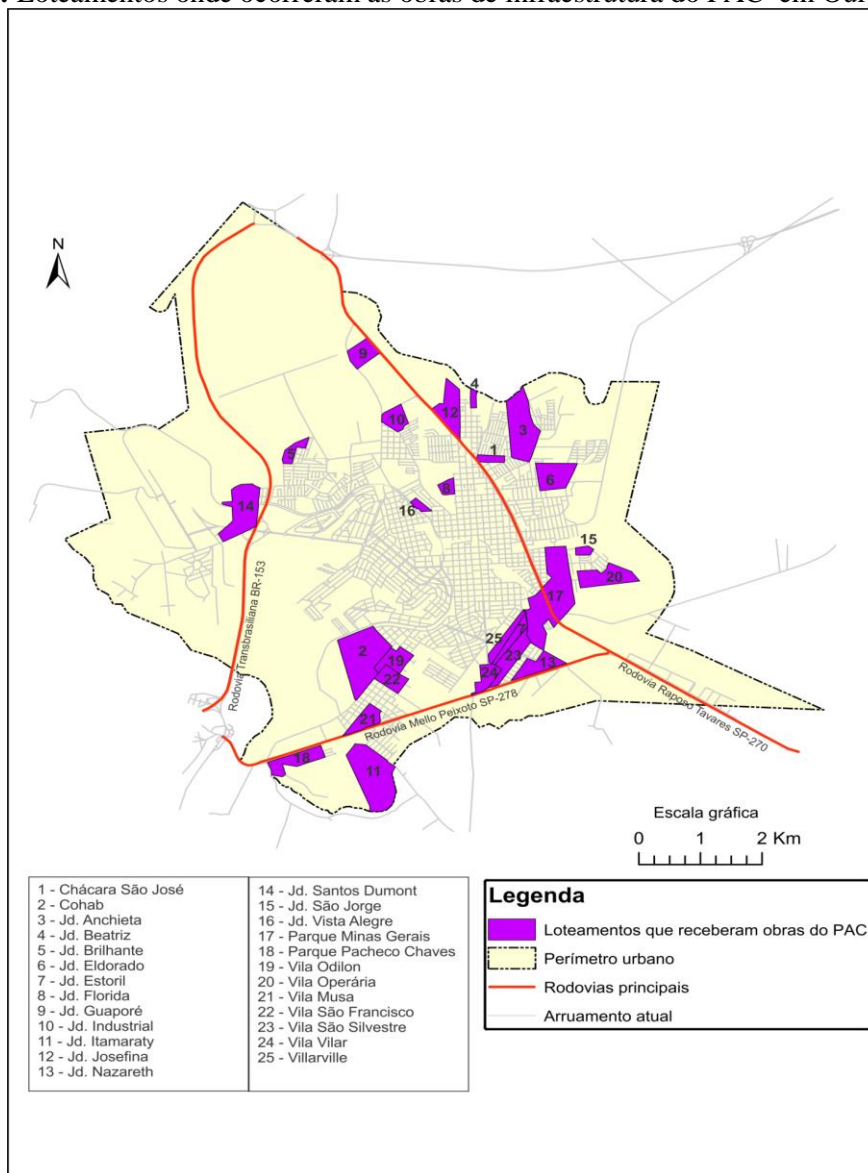 . Loteamentos onde ocorreram as obras de infraestrutura do PAC em Our
N
9
4
12
10
3
1
5
6
8
16
14
15
20
17
25
7
2
19
23
13
22
24
21
18
11
Rodovia Transbrasiliana BR-153
Rodovia Mello Peixoto SP-278
Rodovia Raposo Tavares SP-270
Escala gráfica
0 1 2 Km
1 - Chácara São José
2 - Cohab
3 - Jd. Anchieta
4 - Jd. Beatriz
5 - Jd. Brilhante
6 - Jd. Eldorado
7 - Jd. Estoril
8 - Jd. Florida
9 - Jd. Guaporé
10 - Jd. Industrial
11 - Jd. Itamaraty
12 - Jd. Josefina
13 - Jd. Nazareth
14 - Jd. Santos Dumont
15 - Jd. São Jorge
16 - Jd. Vista Alegre
17 - Parque Minas Gerais
18 - Parque Pacheco Chaves
19 - Vila Odilon
20 - Vila Operária
21 - Vila Musa
22 - Vila São Francisco
23 - Vila São Silvestre
24 - Vila Vilar
25 - Villarville
Legenda
Loteamentos que receberam obras do PAC
Perímetro urbano
Rodovias principais
Arruamento atual